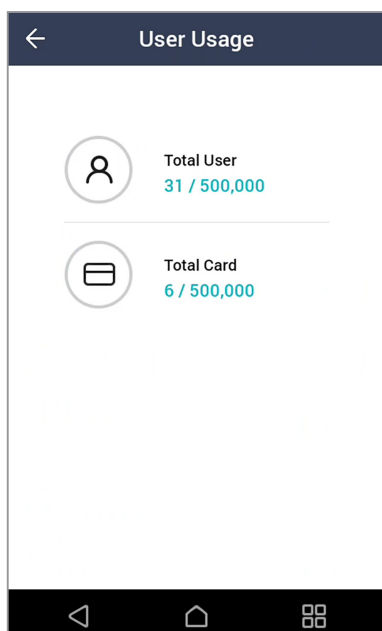 User Usage
Total User
31 / 500,000
Total Card
6 / 500,000